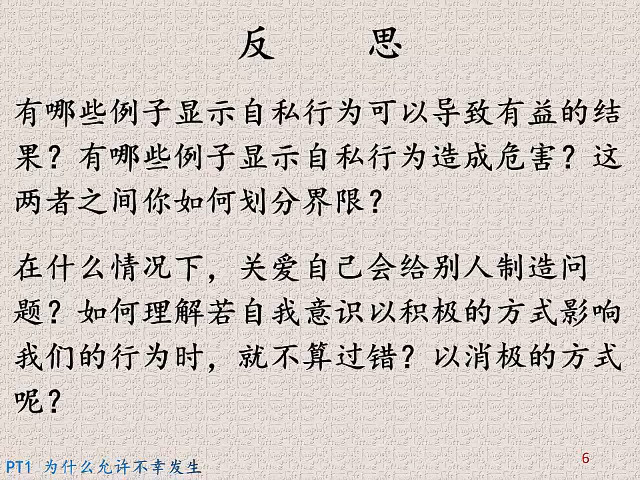 反 思
有哪些例子显示自私行为可以导致有益的结
果？有哪些例子显示自私行为造成危害？这
两者之间你如何划分界限？
在什么情况下，关爱自己会给别人制造问
题？如何理解若自我意识以积极的方式影响
我们的行为时，就不算过错？以消极的方式
呢？
PT1 为什么允许不幸发生
6